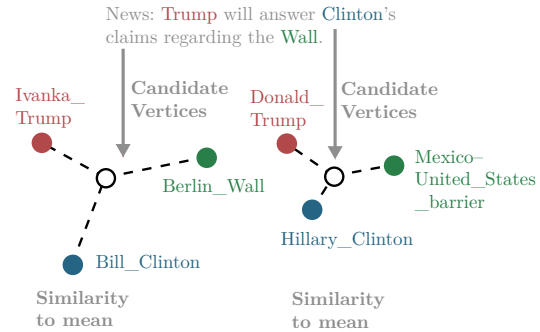 News: Trump will answer Clinton's
claims regarding the Wall.
Candidate
Vertices
Ivanka_
Trump
Berlin_Wall
Bill_Clinton
Similarity
to mean
Candidate
Vertices
Donald_
Trump
Mexico–
United_States
_barrier
Hillary_Clinton
Similarity
to mean